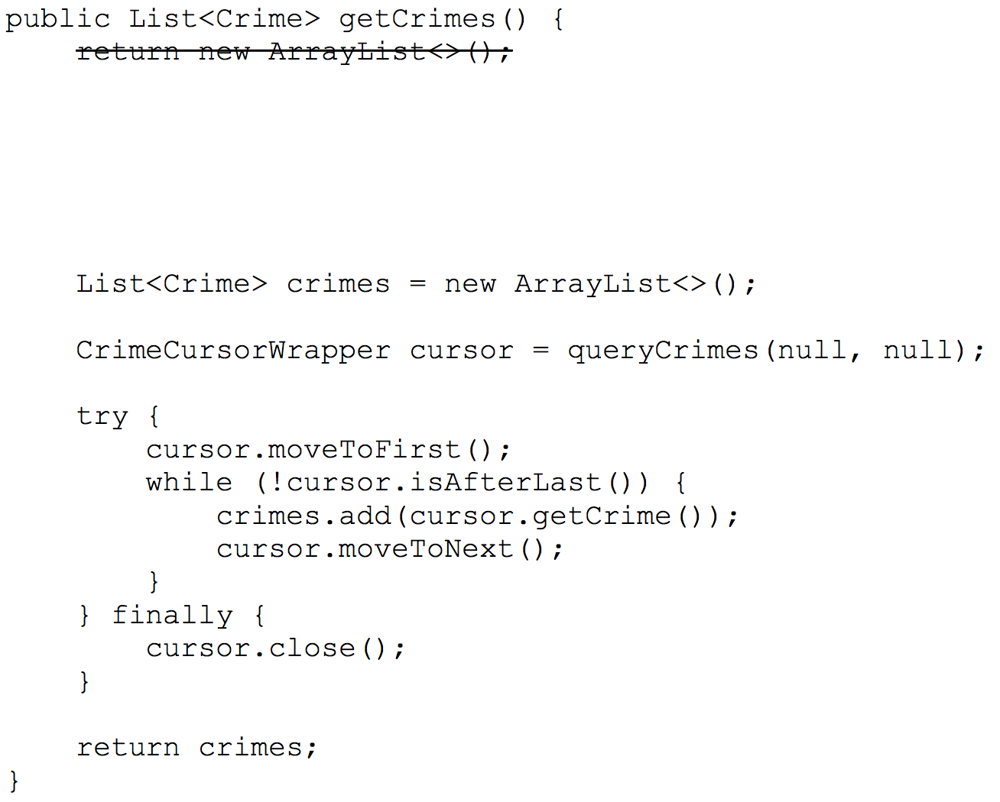 public List<Crime> getCrimes() {
    return new ArrayList<>();
    List<Crime> crimes = new ArrayList<>();
    CrimeCursorWrapper cursor = queryCrimes(null, null);
    try {
        cursor.moveToFirst();
        while (!cursor.isAfterLast()) {
            crimes.add(cursor.getCrime());
            cursor.moveToNext();
        }
    } finally {
        cursor.close();
    }
    return crimes;
}